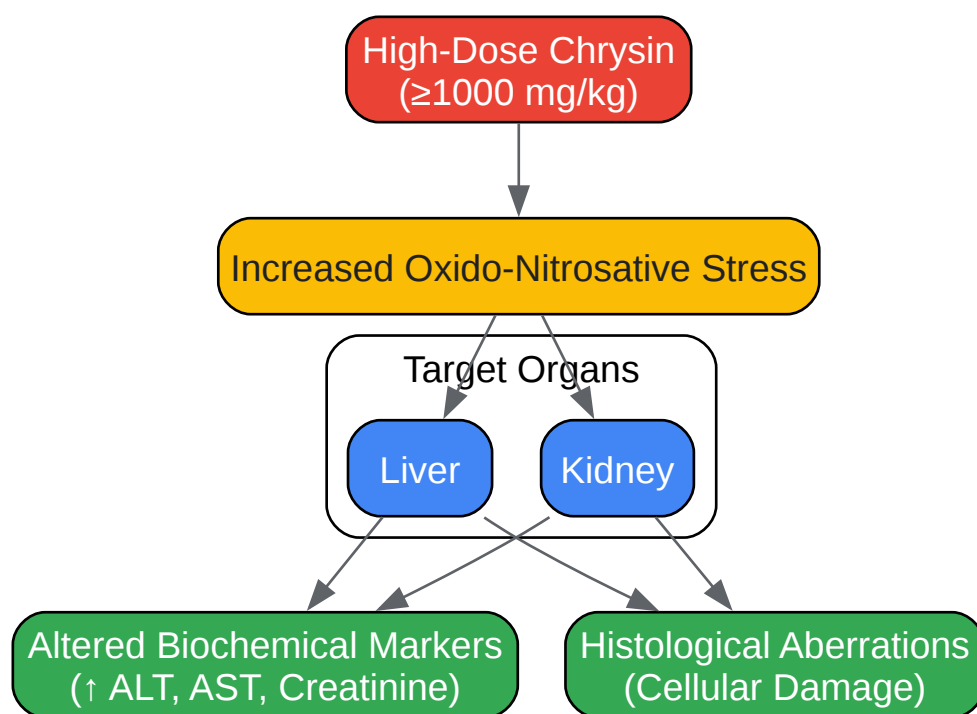 High-Dose Chrysin
(≥1000 mg/kg)
Increased Oxido-Nitrosative Stress
Target Organs
Liver
Kidney
Altered Biochemical Markers
(↑ ALT, AST, Creatinine)
Histological Aberrations
(Cellular Damage)